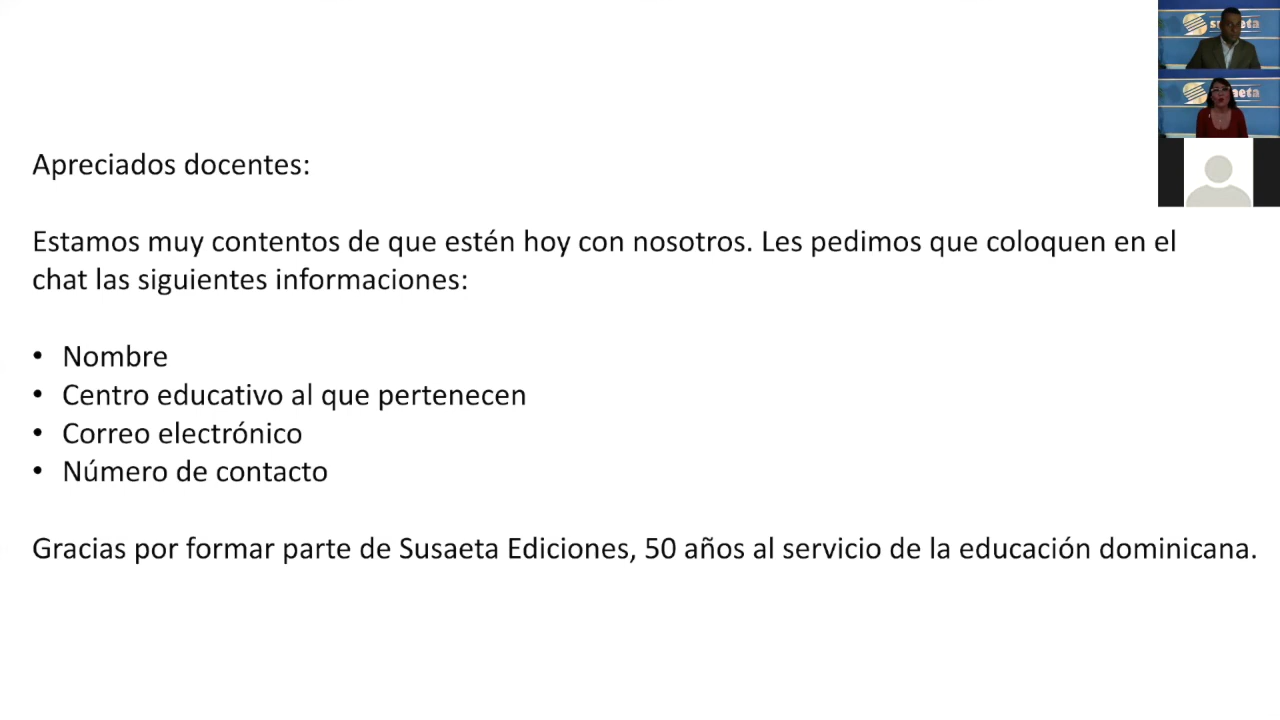 Apreciados docentes:
Estamos muy contentos de que estén hoy con nosotros. Les pedimos que coloquen en el
chat las siguientes informaciones:
• Nombre
• Centro educativo al que pertenecen
• Correo electrónico
• Número de contacto
Gracias por formar parte de Susaeta Ediciones, 50 años al servicio de la educación dominicana.